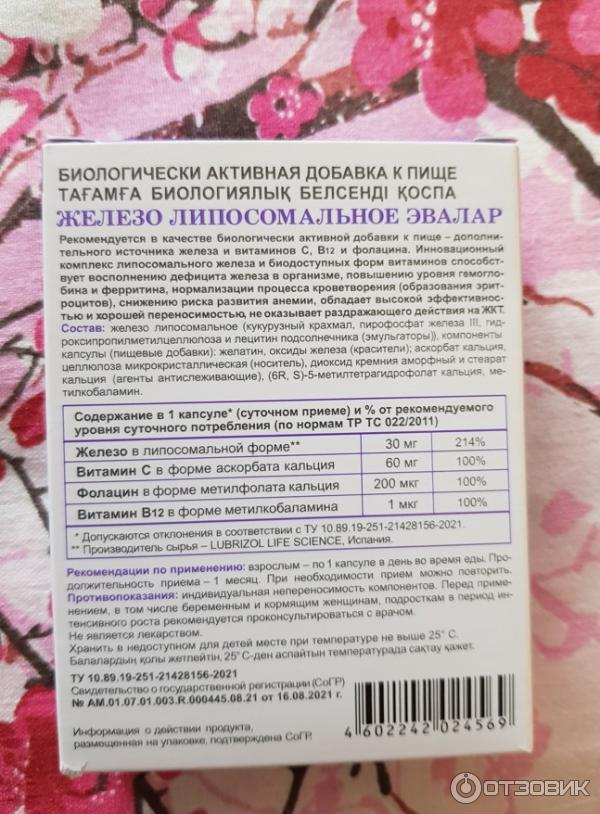 БИОЛОГИЧЕСКИ АКТИВНАЯ ДОБАВКА К ПИЩЕ
ТАҒАМҒА БИОЛОГИЯЛЫҚ БЕЛСЕНДІ ҚОСПА
ЖЕЛЕЗО ЛИПОСОМАЛЬНОЕ ЭВАЛАР
Рекомендуется в качестве биологически активной добавки к пище – дополни-
тельного источника железа и витаминов С, В12 и фолацина. Инновационный
комплекс липосомального железа и биодоступных форм витаминов способст-
вует восполнению дефицита железа в организме, повышению уровня гемогло-
бина и ферритина, нормализации процесса кроветворения (образования эрит-
роцитов), снижению риска развития анемии, обладает высокой эффективнос-
тью и хорошей переносимостью, не оказывает раздражающего действия на ЖКТ.
Состав: железо липосомальное (кукурузный крахмал, пирофосфат железа III, гид-
роксипропилметилцеллюлоза и лецитин подсолнечника (эмульгаторы)), компоненты
капсулы (пищевые добавки): желатин, оксиды железа (красители); аскорбат кальция,
целлюлоза микрокристаллическая (носитель), диоксид кремния аморфный и стеарат
кальция (агенты антислеживающие), (6R, S)-5-метилтетрагидрофолат кальция, ме-
тилкобаламин.
Содержание в 1 капсуле* (суточном приеме) и % от рекомендуемого
уровня суточного потребления (по нормам ТР ТС 022/2011)
Железо в липосомальной форме** 30 мг 214%
Витамин С в форме аскорбата кальция 60 мг 100%
Фолацин в форме метилфолата кальция 200 мкг 100%
Витамин В12 в форме метилкобаламина 1 мкг 100%
* Допускаются отклонения в соответствии с ТУ 10.89.19-251-21428156-2021.
** Производитель сырья – LUBRIZOL LIFE SCIENCE, Испания.
Рекомендации по применению: взрослым – по 1 капсуле в день во время еды. Про-
должительность приема – 1 месяц. При необходимости прием можно повторить.
Противопоказания: индивидуальная непереносимость компонентов. Перед приме-
нением, в том числе беременным и кормящим женщинам, подросткам в период ин-
тенсивного роста рекомендуется проконсультироваться с врачом.
Не является лекарством.
Хранить в недоступном для детей месте при температуре не выше 25° С.
Балалардың қолы жетпейтін, 25° С-ден аспайтын температурада сақтау қажет.
ТУ 10.89.19-251-21428156-2021
Свидетельство о государственной регистрации (СоГР)
№ AM.01.07.01.003.R.000445.08.21 от 16.08.2021 г.
Информация о действии продукта,
размещенная на упаковке, подтверждена СоГР.
4 602242 024569
ОТЗОВИК